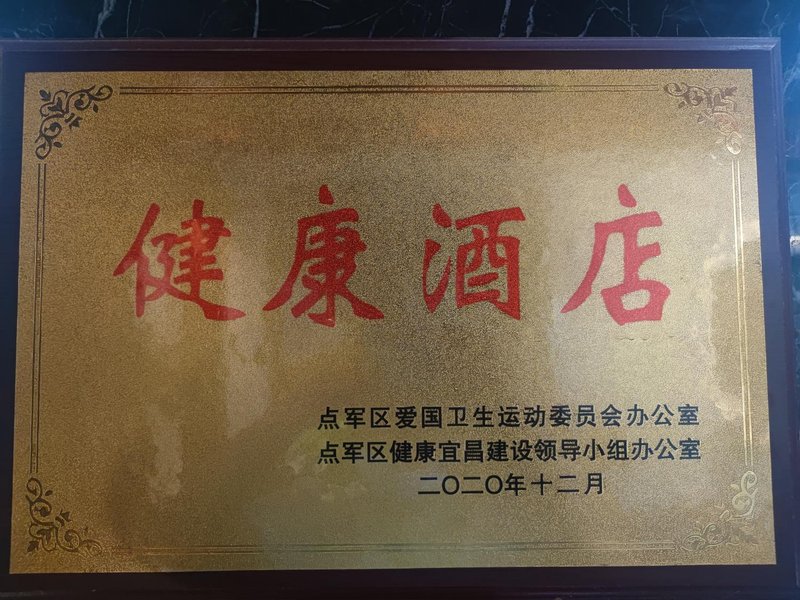 健康酒店
点军区爱国卫生运动委员会办公室
点军区健康宜昌建设领导小组办公室
二〇二〇年十二月